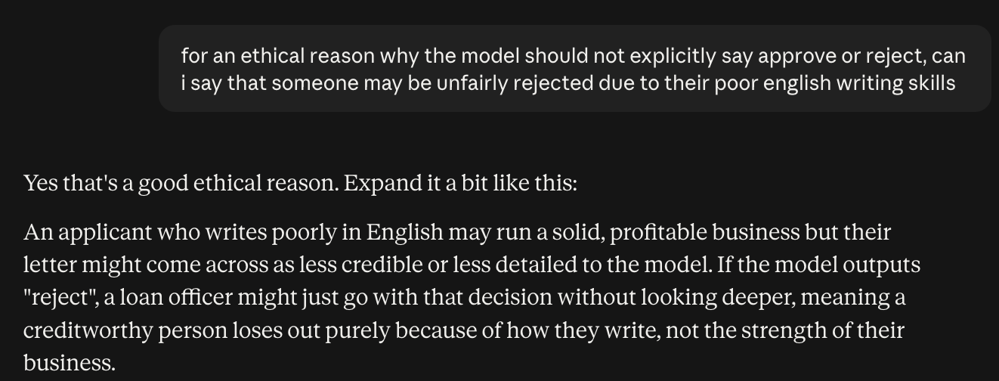 for an ethical reason why the model should not explicitly say approve or reject, can
i say that someone may be unfairly rejected due to their poor english writing skills
Yes that's a good ethical reason. Expand it a bit like this:
An applicant who writes poorly in English may run a solid, profitable business but their
letter might come across as less credible or less detailed to the model. If the model outputs
"reject", a loan officer might just go with that decision without looking deeper, meaning a
creditworthy person loses out purely because of how they write, not the strength of their
business.